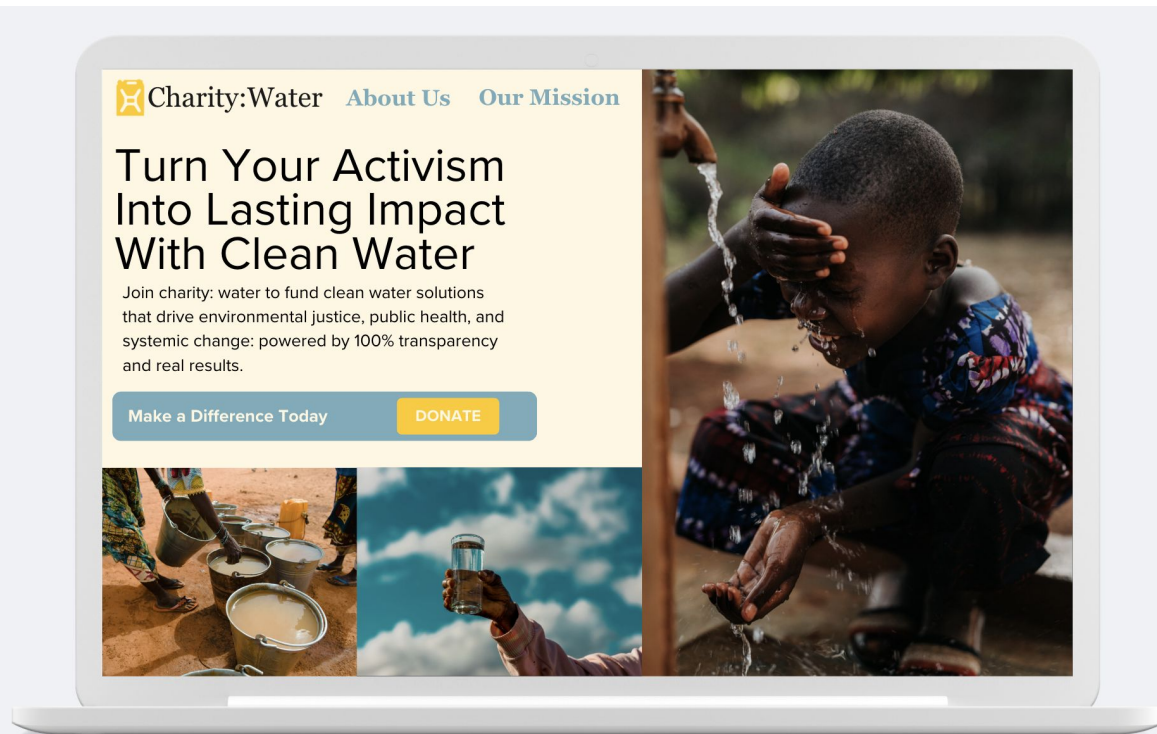 Charity:Water About Us Our Mission
Turn Your Activism
Into Lasting Impact
With Clean Water
Join charity: water to fund clean water solutions
that drive environmental justice, public health, and
systemic change: powered by 100% transparency
and real results.
Make a Difference Today DONATE